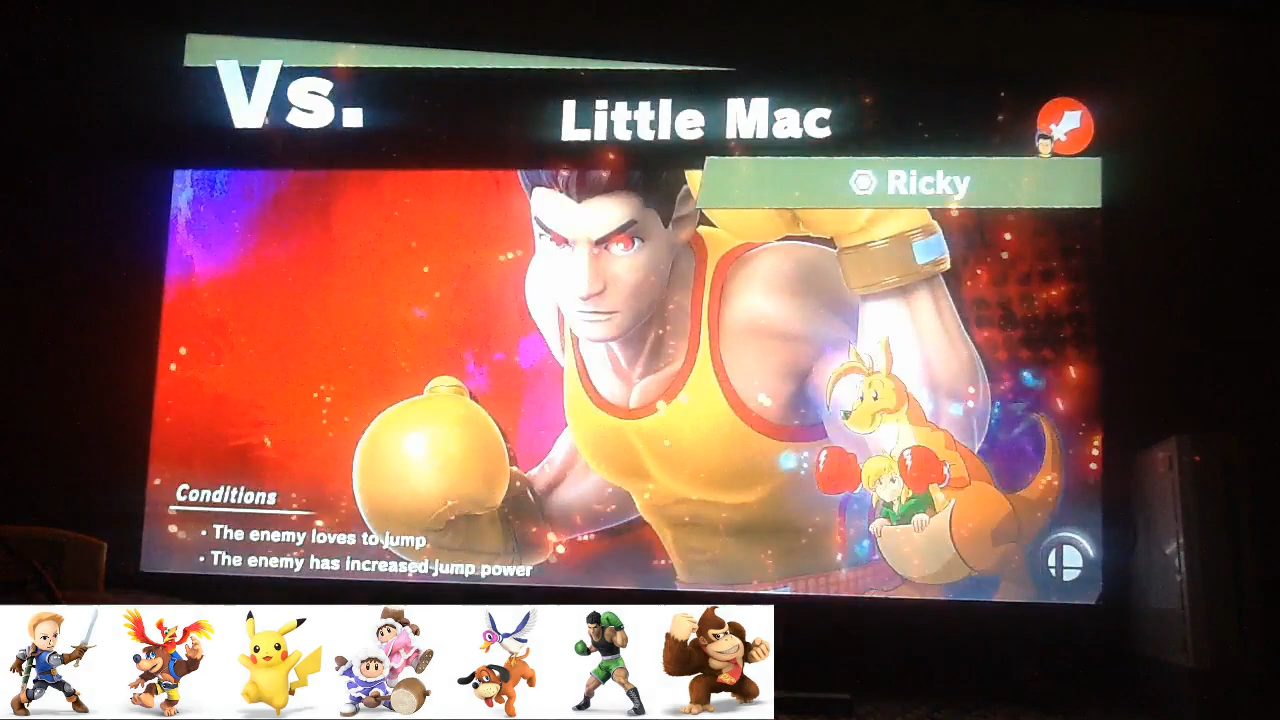 Vs.
Little Mac
Ricky
Conditions
· The enemy loves to jump
· The enemy has increased jump power